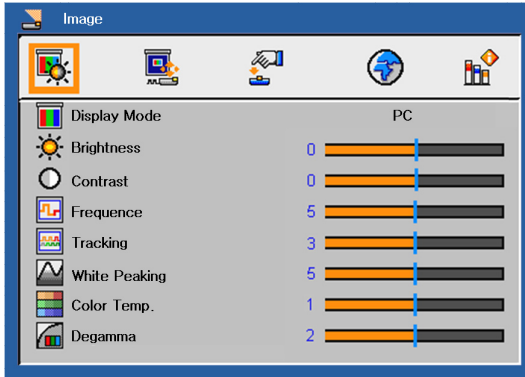 Image
Display Mode PC
Brightness 0
Contrast 0
Frequence 5
Tracking 3
White Peaking 5
Color Temp. 1
Degamma 2